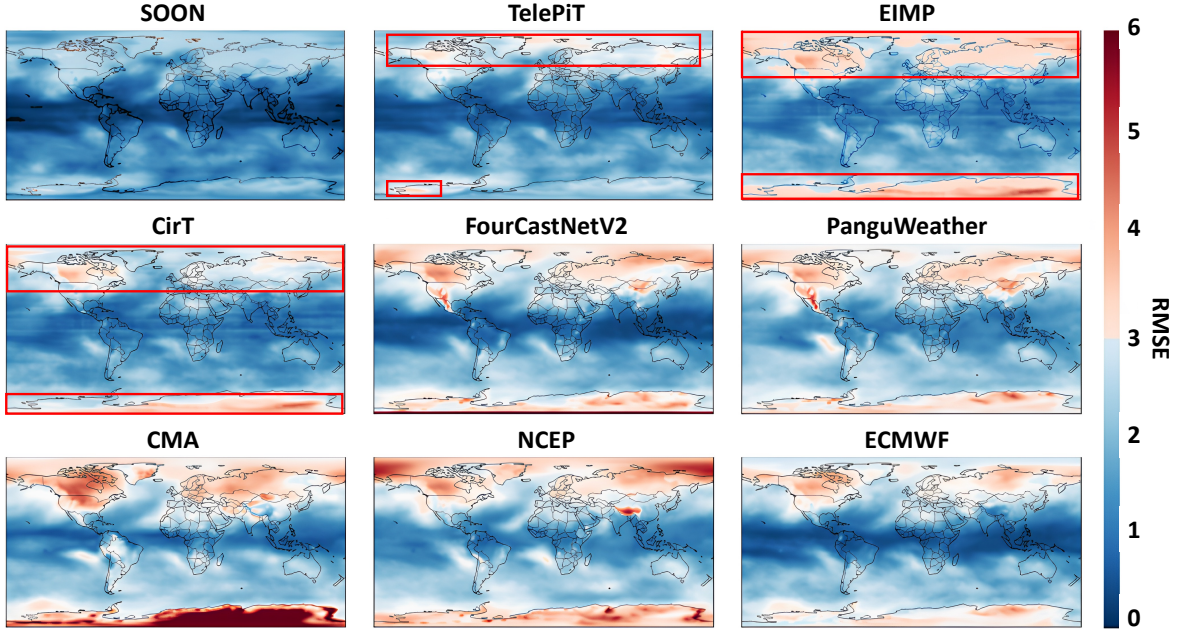 SOON
TelePiT
EIMP
CirT
FourCastNetV2
PanguWeather
CMA
NCEP
ECMWF
6
5
4
3
2
1
0
RMSE